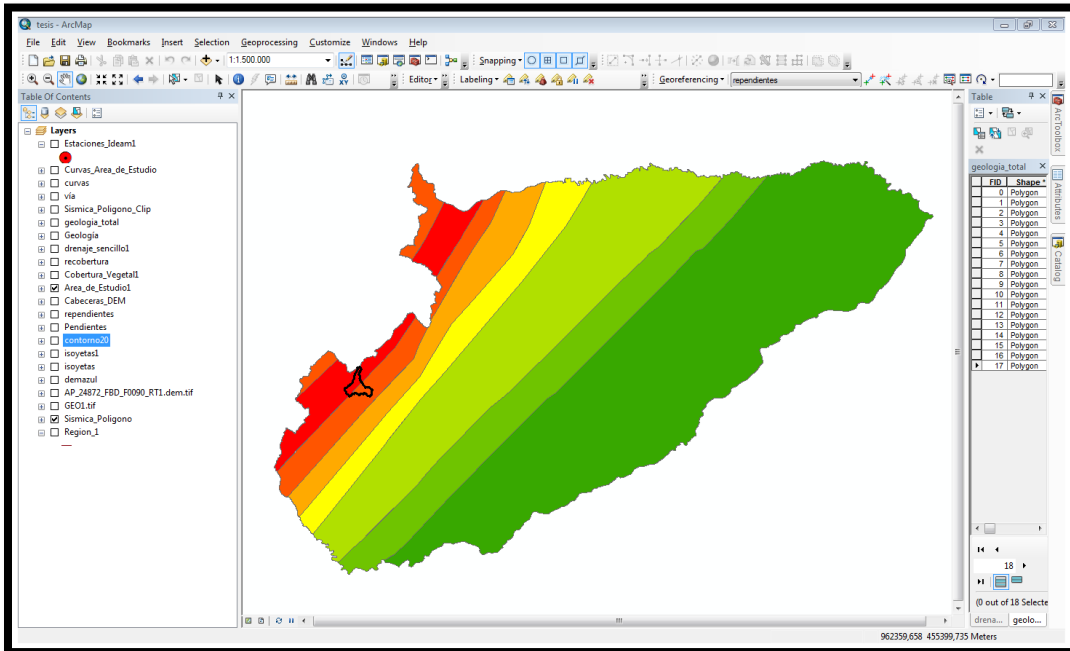 tesis - ArcMap
File Edit View Bookmarks Insert Selection Geoprocessing Customize Windows Help
1:1.500.000
Snapping
Editor
Labeling
Georeferencing
rependientes
Table Of Contents
Layers
Estaciones_Ideam1
Curvas_Area_de_Estudio
curvas
vía
Sismica_Poligono_Clip
geologia_total
Geología
drenaje_sencillo1
recobertura
Cobertura_Vegetal1
Area_de_Estudio1
Cabeceras_DEM
rependientes
Pendientes
contorno20
isoyetas1
isoyetas
demazul
AP_24872_FBD_F0090_RT1.dem.tif
GEO1.tif
Sismica_Poligono
Region_1
Table
geologia_total
FID Shape *
0 Polygon
1 Polygon
2 Polygon
3 Polygon
4 Polygon
5 Polygon
6 Polygon
7 Polygon
8 Polygon
9 Polygon
10 Polygon
11 Polygon
12 Polygon
13 Polygon
14 Polygon
15 Polygon
16 Polygon
17 Polygon
18
(0 out of 18 Selecte
drena... geolo...
ArcToolbox
Attributes
Catalog
962359,658 455399,735 Meters